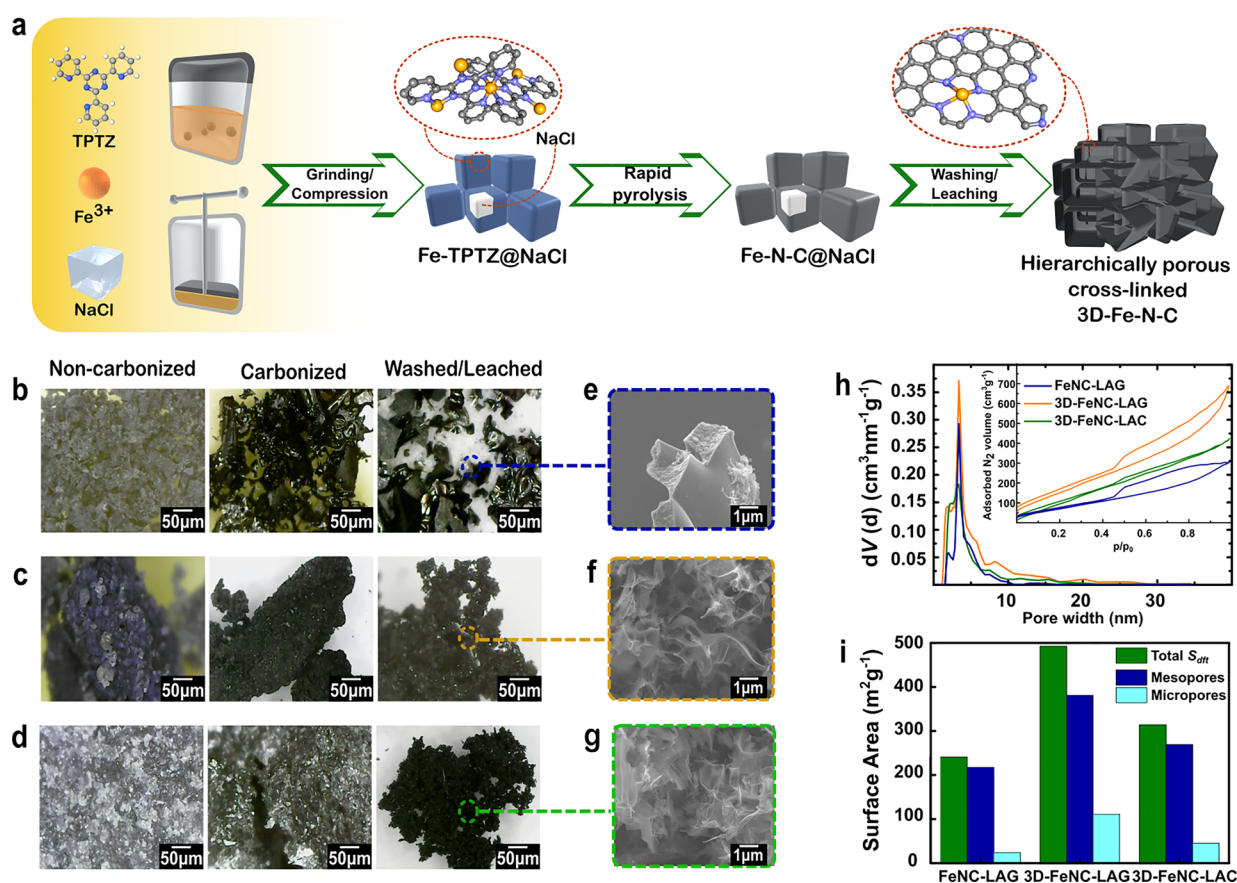 a
TPTZ
Fe3+
NaCl
Grinding/
Compression
NaCl
Fe-TPTZ@NaCl
Rapid
pyrolysis
Fe-N-C@NaCl
Washing/
Leaching
Hierarchically porous
cross-linked
3D-Fe-N-C
Non-carbonized
Carbonized
Washed/Leached
b
50µm
50µm
50µm
e
1µm
c
50µm
50µm
50µm
f
1µm
d
50µm
50µm
50µm
g
1µm
h
dV (d) (cm3nm-1g-1)
0.35
0.30
0.25
0.20
0.15
0.10
0.05
10
20
30
Pore width (nm)
FeNC-LAG
3D-FeNC-LAG
3D-FeNC-LAC
Adsorbed N2 volume (cm3g-1)
700
600
500
400
300
200
100
0.2
0.4
0.6
0.8
p/p0
i
Surface Area (m2g-1)
500
400
300
200
100
0
Total Sdft
Mesopores
Micropores
FeNC-LAG
3D-FeNC-LAG
3D-FeNC-LAC